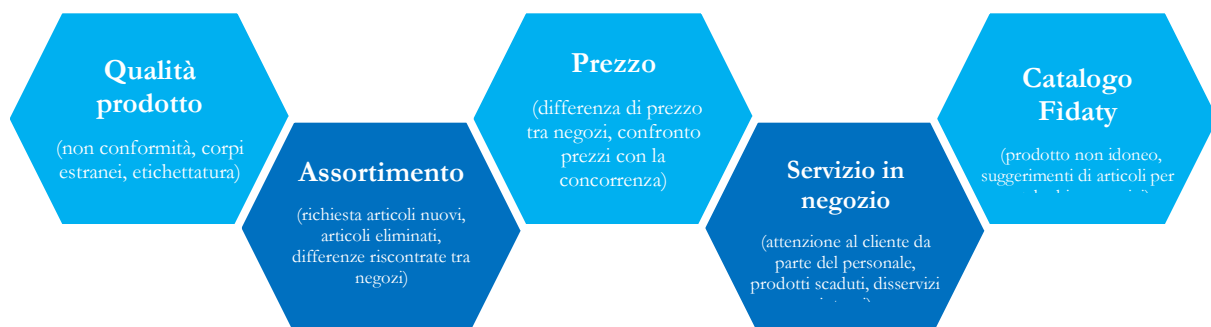 Qualità
prodotto
(non conformità, corpi
estranei, etichettatura)
Assortimento
(richiesta articoli nuovi,
articoli eliminati,
differenze riscontrate tra
negozi)
Prezzo
(differenza di prezzo
tra negozi, confronto
prezzi con la
concorrenza)
Servizio in
negozio
(attenzione al cliente da
parte del personale,
prodotti scaduti, disservizi
Catalogo
Fìdaty
(prodotto non idoneo,
suggerimenti di articoli per